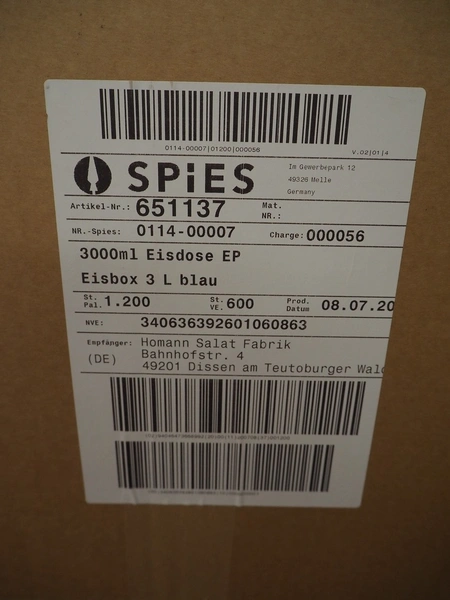 0114-00007|01200|000056
V.02|01|4
SPiES
Im Gewerbepark 12
49326 Melle
Germany
Artikel-Nr.: 651137
Mat.
NR.:
NR.-Spies: 0114-00007
Charge: 000056
3000ml Eisdose EP
Eisbox 3 L blau
St.
Pal. 1.200
St.
VE. 600
Prod.
Datum 08.07.20
NVE: 340636392601060863
Empfänger: Homann Salat Fabrik
(DE) Bahnhofstr. 4
49201 Dissen am Teutoburger Wald